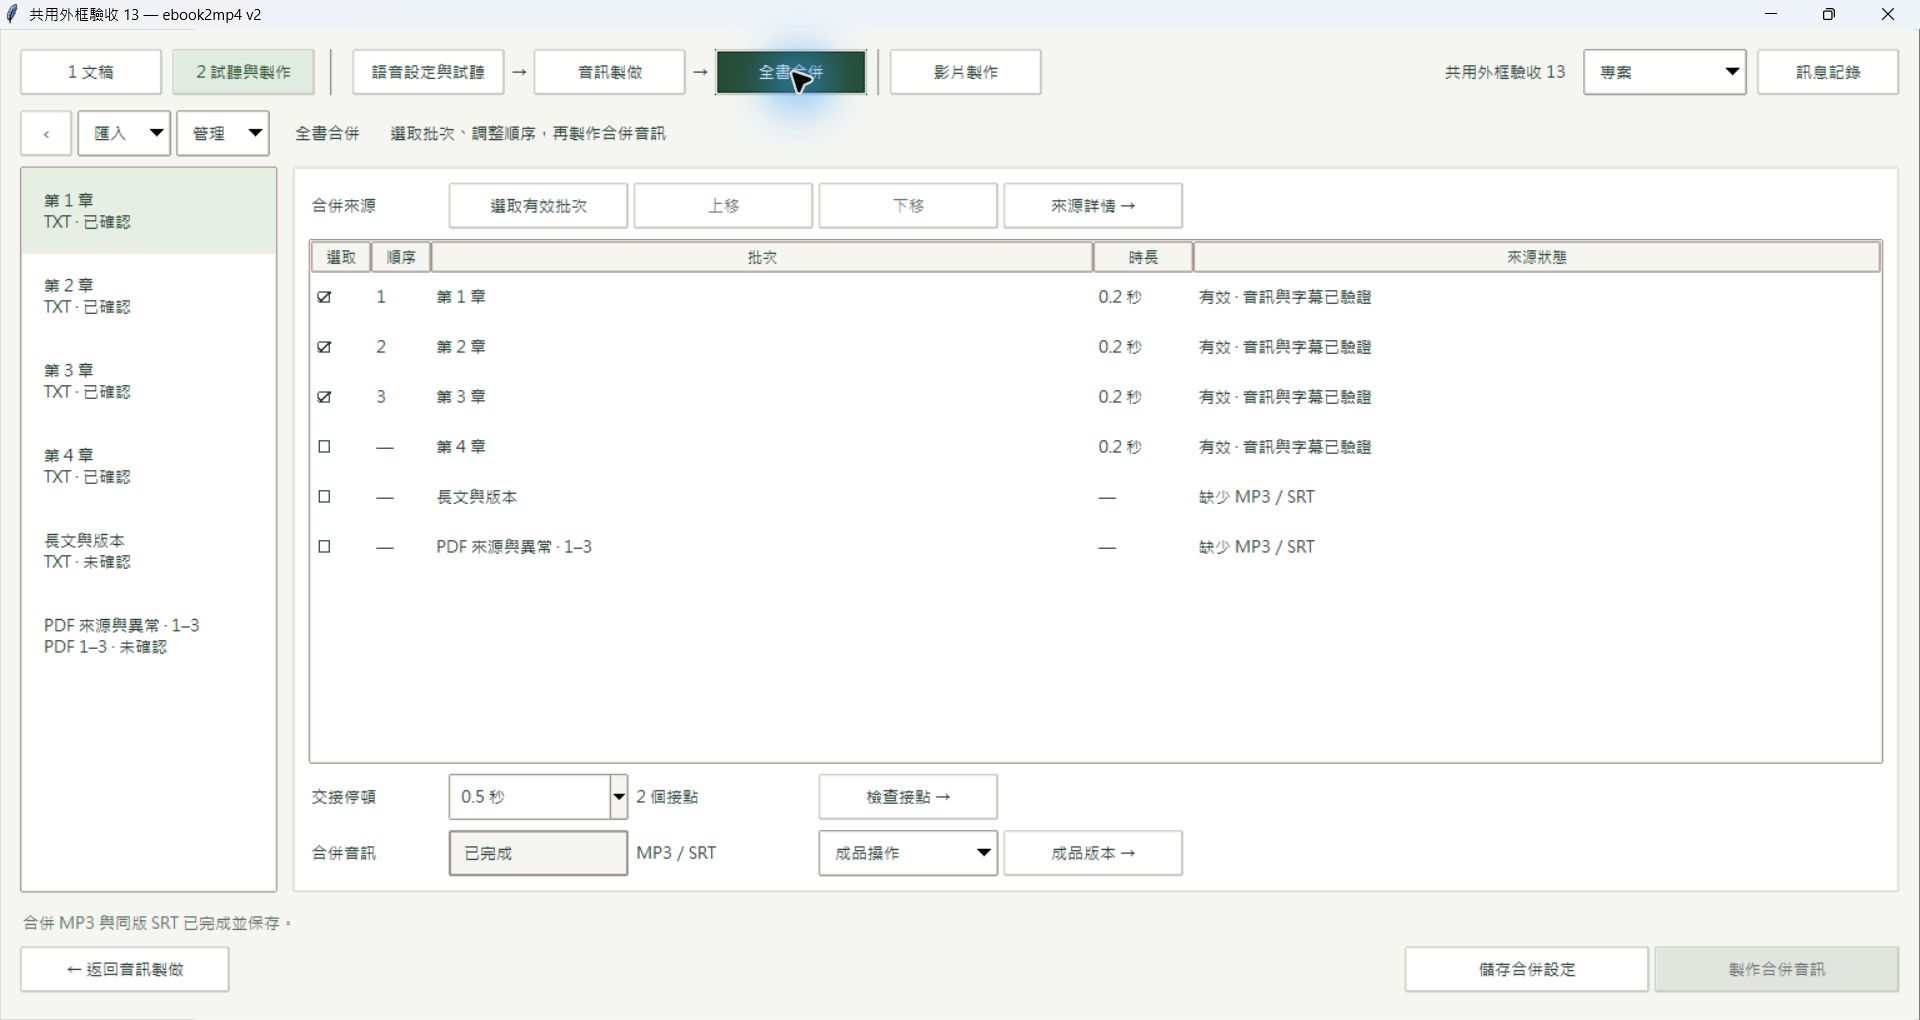 共用外框驗收 13 — ebook2mp4 v2
1 文稿
2 試聽與製作
語音設定與試聽
→
音訊製做
→
全書合併
影片製作
共用外框驗收 13
專案
訊息記錄
‹
匯入
管理
全書合併
選取批次、調整順序，再製作合併音訊
第 1 章
TXT · 已確認
第 2 章
TXT · 已確認
第 3 章
TXT · 已確認
第 4 章
TXT · 已確認
長文與版本
TXT · 未確認
PDF 來源與異常 · 1–3
PDF 1–3 · 未確認
合併來源
選取有效批次
上移
下移
來源詳情 →
選取 順序 批次 時長 來源狀態
☑ 1 第 1 章 0.2 秒 有效 · 音訊與字幕已驗證
☑ 2 第 2 章 0.2 秒 有效 · 音訊與字幕已驗證
☑ 3 第 3 章 0.2 秒 有效 · 音訊與字幕已驗證
☐ — 第 4 章 0.2 秒 有效 · 音訊與字幕已驗證
☐ — 長文與版本 — 缺少 MP3 / SRT
☐ — PDF 來源與異常 · 1–3 — 缺少 MP3 / SRT
交接停頓
0.5 秒
2 個接點
檢查接點 →
合併音訊
已完成
MP3 / SRT
成品操作
成品版本 →
合併 MP3 與同版 SRT 已完成並保存。
← 返回音訊製做
儲存合併設定
製作合併音訊